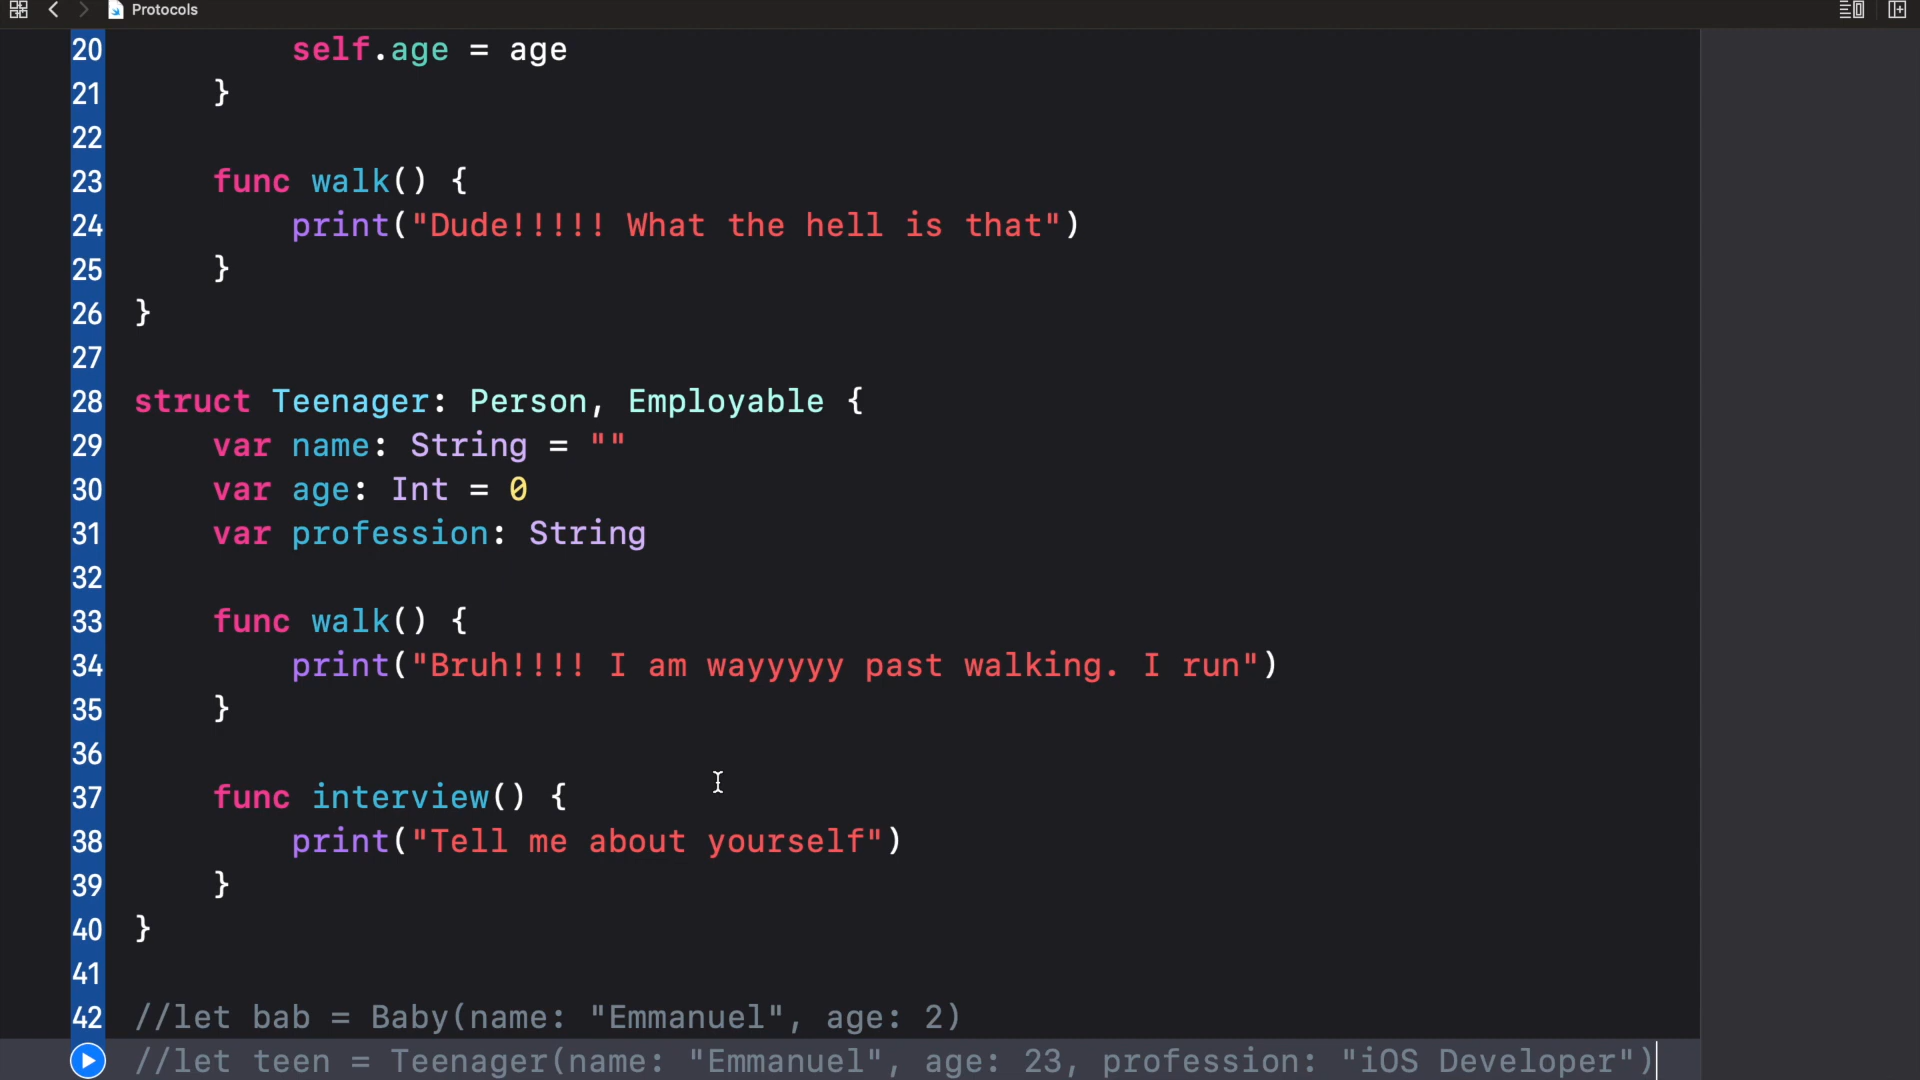 Protocols
20 self.age = age
21 }
22
23 func walk() {
24 print("Dude!!!!! What the hell is that")
25 }
26 }
27
28 struct Teenager: Person, Employable {
29 var name: String = ""
30 var age: Int = 0
31 var profession: String
32
33 func walk() {
34 print("Bruh!!!! I am wayyyyy past walking. I run")
35 }
36
37 func interview() {
38 print("Tell me about yourself")
39 }
40 }
41
42 //let bab = Baby(name: "Emmanuel", age: 2)
//let teen = Teenager(name: "Emmanuel", age: 23, profession: "iOS Developer")